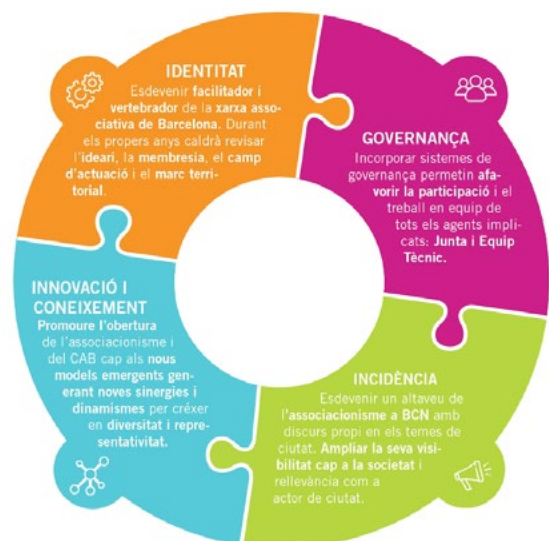 IDENTITAT
Esdevenir facilitador i
vertebrador de la xarxa asso-
ciativa de Barcelona. Durant
els propers anys caldrà revisar
l'ideari, la membresia, el camp
d'actuació i el marc terri-
torial.
GOVERNANÇA
Incorporar sistemes de
governança permetin afa-
vorir la participació i el
treball en equip de
tots els agents impli-
cats: Junta i Equip
Tècnic.
INNOVACIÓ I
CONEIXEMENT
Promoure l'obertura
de l'associacionisme i
del CAB cap als nous
models emergents gen-
erant noves sinergies i
dinamismes per créixer
en diversitat i repre-
sentativitat.
INCIDÈNCIA
Esdevenir un altaveu de
l'associacionisme a BCN amb
discurs propi en els temes de
ciutat. Ampliar la seva visi-
bilitat cap a la societat i
rellevància com a
actor de ciutat.